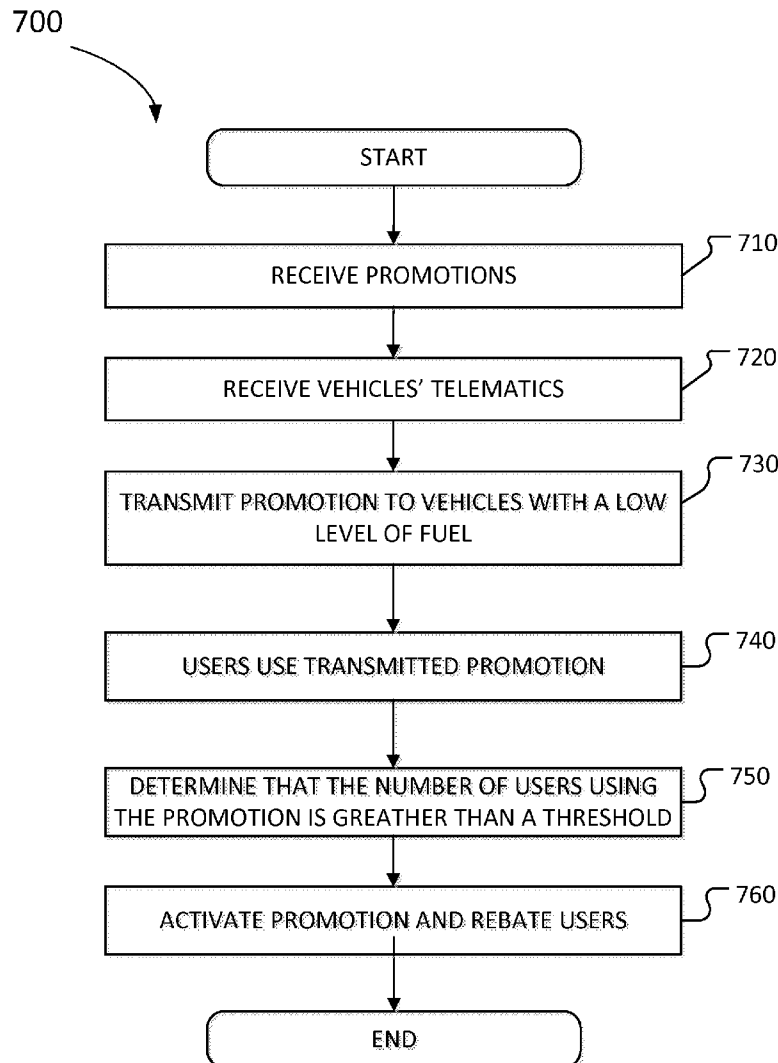 700
START
710
RECEIVE PROMOTIONS
720
RECEIVE VEHICLES' TELEMATICS
730
TRANSMIT PROMOTION TO VEHICLES WITH A LOW
LEVEL OF FUEL
740
USERS USE TRANSMITTED PROMOTION
750
DETERMINE THAT THE NUMBER OF USERS USING
THE PROMOTION IS GREATHER THAN A THRESHOLD
760
ACTIVATE PROMOTION AND REBATE USERS
END